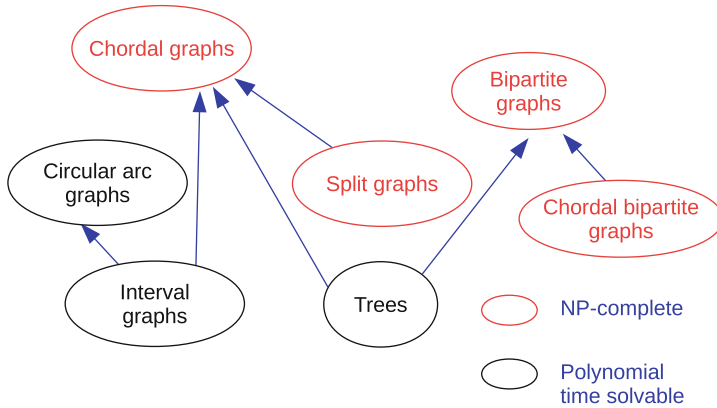 Chordal graphs
Bipartite
graphs
Circular arc
graphs
Split graphs
Chordal bipartite
graphs
Interval
graphs
Trees
NP-complete
Polynomial
time solvable